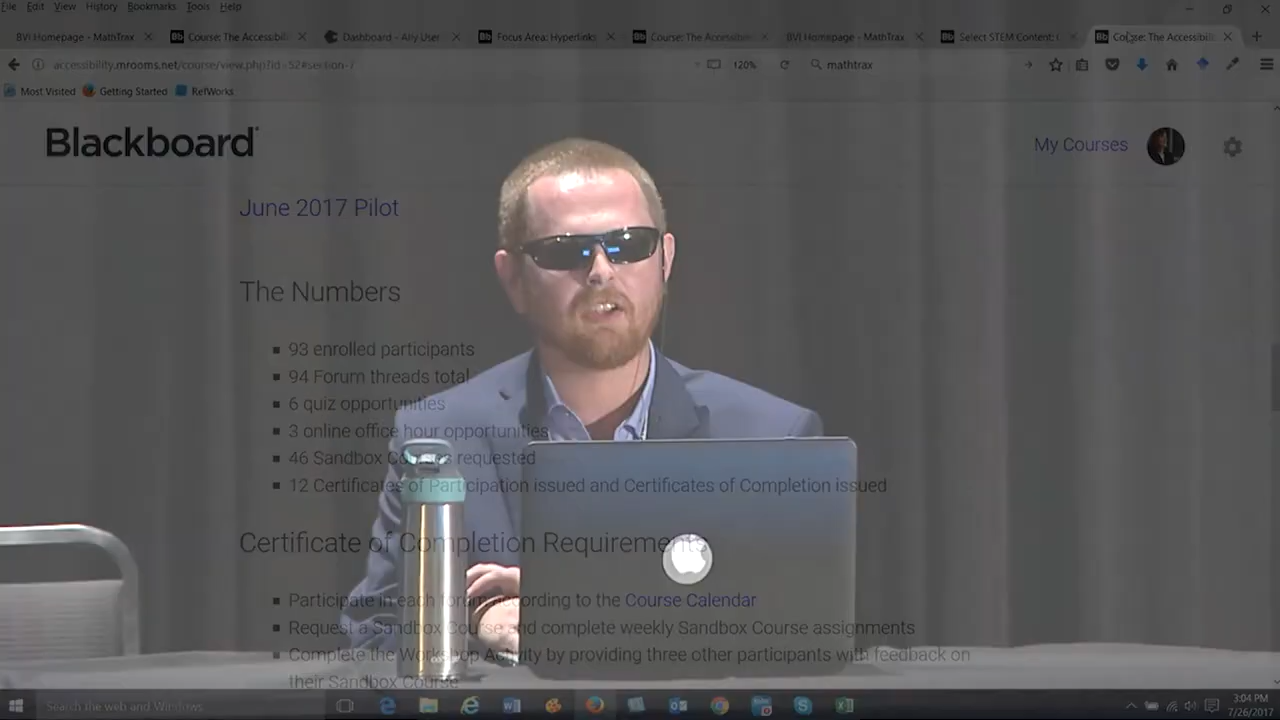 File Edit View History Bookmarks Tools Help
BVI Homepage - MathTrax
Course: The Accessibili
Dashboard - Ally User
Focus Area: Hyperlinks
Course: The Accessibili
BVI Homepage - MathTrax
Select STEM Content:
Course: The Accessibili
accessibility.mrooms.net/course/view.php?id=52#section-7
120%
mathtrax
Most Visited Getting Started RefWorks
Blackboard
My Courses
June 2017 Pilot
The Numbers
93 enrolled participants
94 Forum threads total
6 quiz opportunities
3 online office hour opportunities
46 Sandbox Courses requested
12 Certificates of Participation issued and Certificates of Completion issued
Certificate of Completion Requirements
Participate in each forum according to the Course Calendar
Request a Sandbox Course and complete weekly Sandbox Course assignments
Complete the Workshop Activity by providing three other participants with feedback on
their Sandbox Course
Search the web and Windows
3:04 PM
7/26/2017